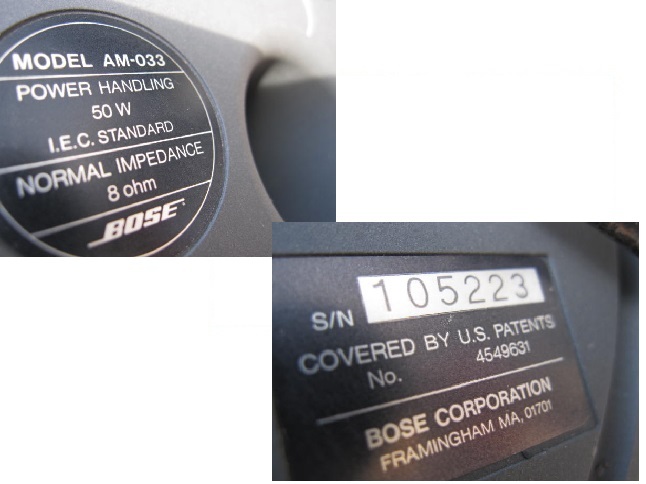 MODEL AM-033
POWER HANDLING
50 W
I.E.C. STANDARD
NORMAL IMPEDANCE
8 ohm
BOSE
S/N 105223
COVERED BY U.S. PATENTS
No. 4549631
BOSE CORPORATION
FRAMINGHAM MA, 01701